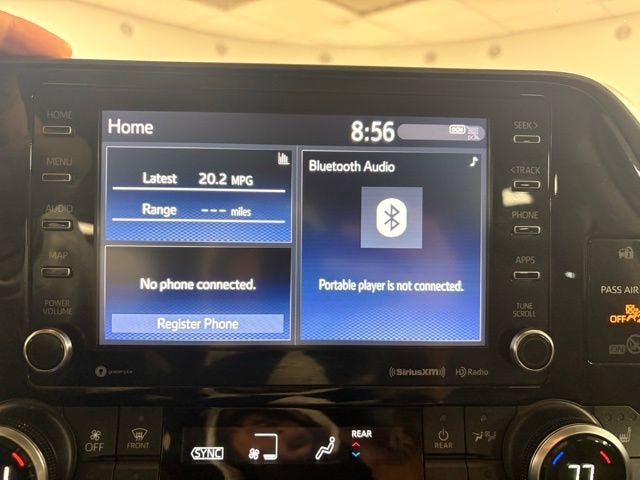 Home
8:56
DCM
Latest 20.2 MPG
Range --- miles
Bluetooth Audio
No phone connected.
Register Phone
Portable player is not connected.
HOME
MENU
AUDIO
MAP
POWER
VOLUME
SEEK>
<TRACK
PHONE
APPS
TUNE
SCROLL
((SiriusXM))
HD Radio
PASS AIR
OFF
ON
OFF
FRONT
SYNC
REAR
REAR
77